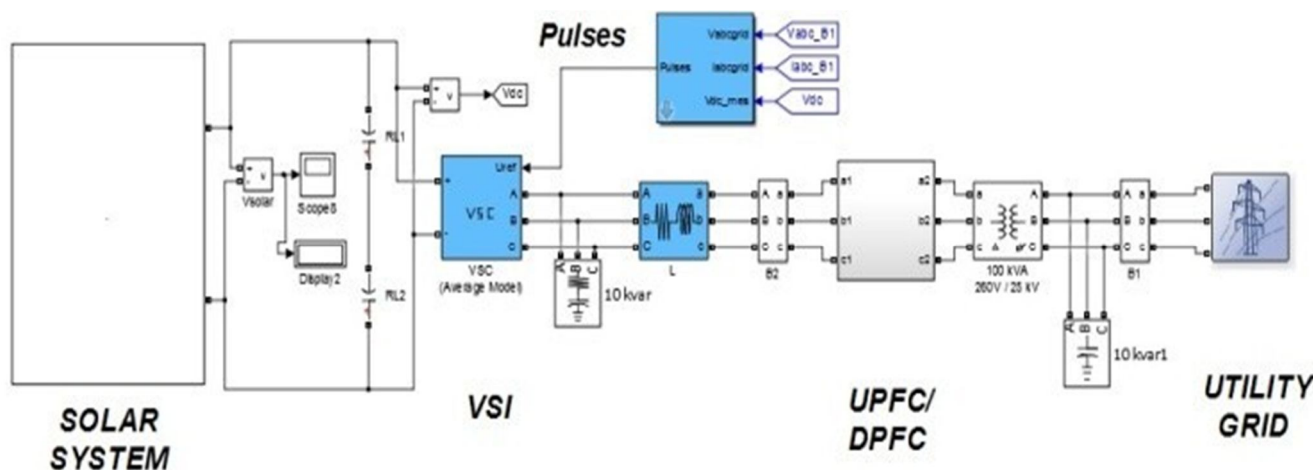 Pulses
Vabcgrid
Iabcgrid
Vdc_mes
Pulses
Vabc_B1
Iabc_B1
Vdc
+
-
v
Vdc
RL1
RL2
+
-
v
Vsolar
Scope8
Display2
Uref
+
-
VSC
A
B
C
VSC
(Average Model)
A
B
C
10 kvar
A
B
C
a
b
c
L
A
B
C
a
b
c
B2
a1
b1
c1
a2
b2
c2
a
b
c
A
B
C
100 kVA
260V / 25 kV
A
B
C
10 kvar1
A
B
C
a
b
c
B1
SOLAR
SYSTEM
VSI
UPFC/
DPFC
UTILITY
GRID